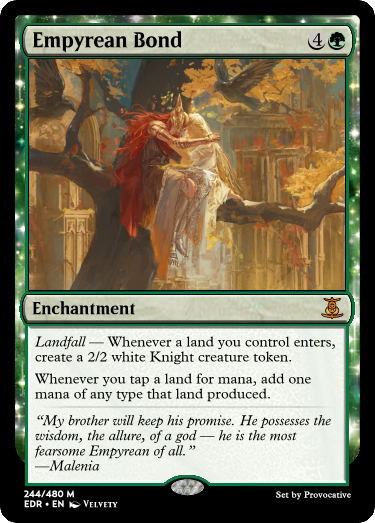 Empyrean Bond 4
Enchantment
Landfall — Whenever a land you control enters,
create a 2/2 white Knight creature token.
Whenever you tap a land for mana, add one
mana of any type that land produced.
“My brother will keep his promise. He possesses the
wisdom, the allure, of a god — he is the most
fearsome Empyrean of all.”
—Malenia
244/480 M
EDR • EN Velvety
Set by Provocative